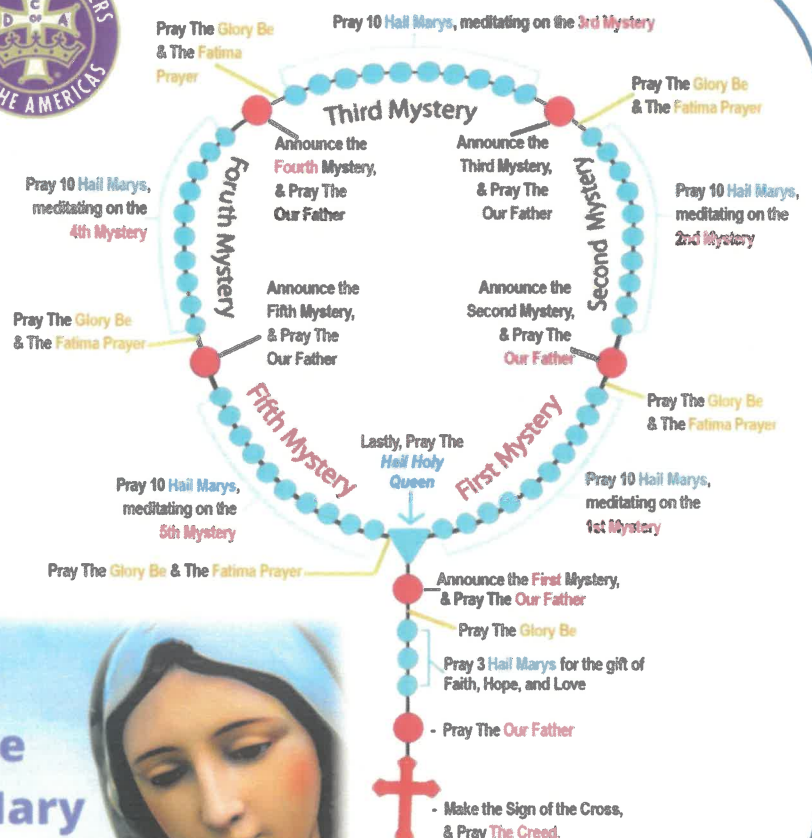 C
D OF A
ERS
HE AMERICAS
Pray 10 Hail Marys, meditating on the 3rd Mystery
Pray The Glory Be
& The Fatima
Prayer
Pray The Glory Be
& The Fatima Prayer
Third Mystery
Announce the
Fourth Mystery,
& Pray The
Our Father
Announce the
Third Mystery,
& Pray The
Our Father
Pray 10 Hail Marys,
meditating on the
4th Mystery
Foruth Mystery
Second Mystery
Pray 10 Hail Marys,
meditating on the
2nd Mystery
Announce the
Fifth Mystery,
& Pray The
Our Father
Announce the
Second Mystery,
& Pray The
Our Father
Pray The Glory Be
& The Fatima Prayer
Pray The Glory Be
& The Fatima Prayer
Fifth Mystery
First Mystery
Lastly, Pray The
Hail Holy
Queen
Pray 10 Hail Marys,
meditating on the
5th Mystery
Pray 10 Hail Marys,
meditating on the
1st Mystery
Pray The Glory Be & The Fatima Prayer
Announce the First Mystery,
& Pray The Our Father
Pray The Glory Be
Pray 3 Hail Marys for the gift of
Faith, Hope, and Love
- Pray The Our Father
- Make the Sign of the Cross,
& Pray The Creed.
e
Mary